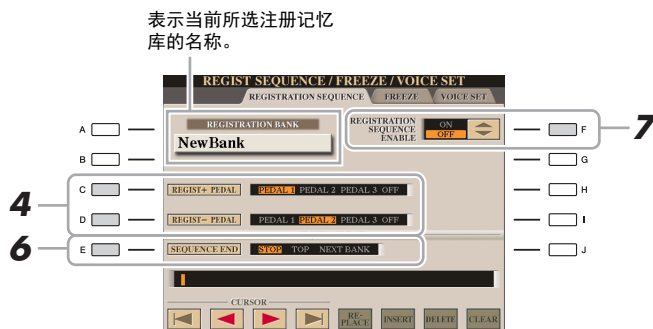 表示当前所选注册记忆
库的名称。
REGIST SEQUENCE / FREEZE / VOICE SET
REGISTRATION SEQUENCE FREEZE VOICE SET
REGISTRATION BANK
NewBank
REGISTRATION
SEQUENCE
ENABLE
ON
OFF
A
B
C
D
E
F
G
H
I
J
7
4
REGIST+ PEDAL PEDAL 1 PEDAL 2 PEDAL 3 OFF
REGIST− PEDAL PEDAL 1 PEDAL 2 PEDAL 3 OFF
6
SEQUENCE END STOP TOP NEXT BANK
CURSOR
RE-
PLACE
INSERT
DELETE
CLEAR